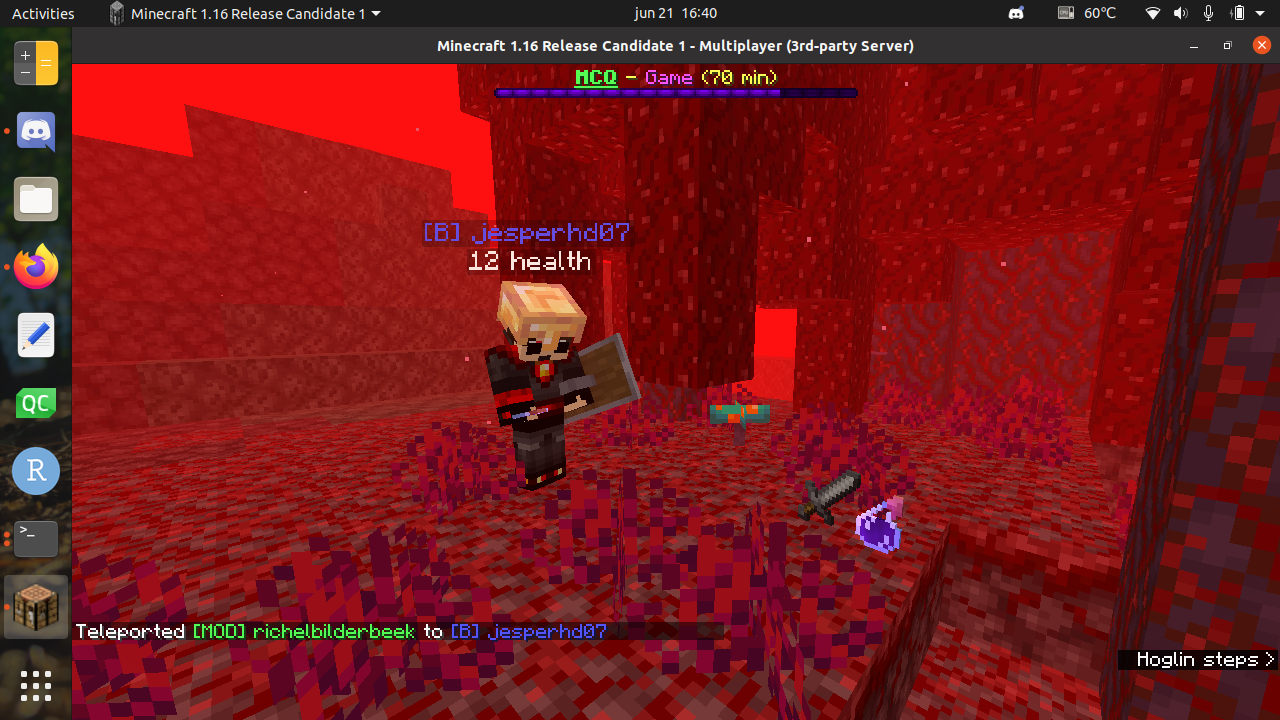 Activities
Minecraft 1.16 Release Candidate 1
jun 21 16:40
60°C
Minecraft 1.16 Release Candidate 1 - Multiplayer (3rd-party Server)
MCQ - Game (70 min)
[B] jesperhd07
12 health
QC
R
>_
Teleported [MOD] richelbilderbeek to [B] jesperhd07
Hoglin steps >